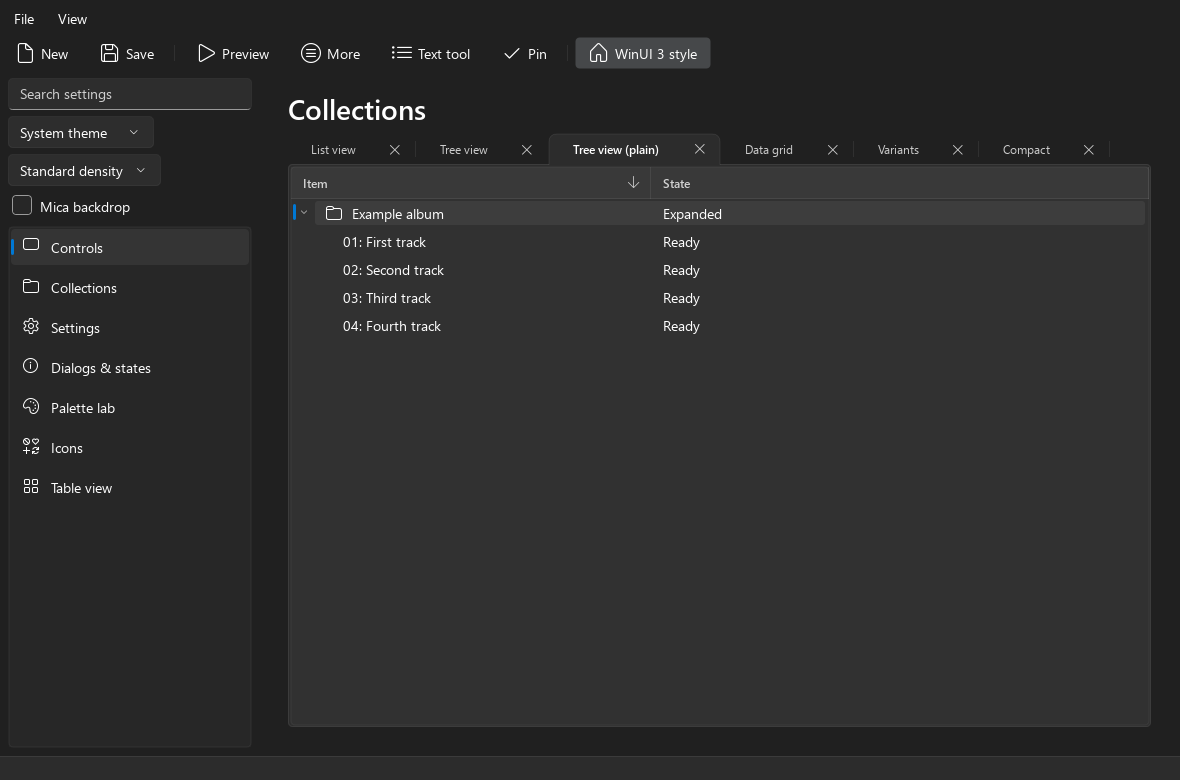 File View
New Save Preview More Text tool Pin WinUI 3 style
Search settings
System theme
Standard density
Mica backdrop
Controls
Collections
Settings
Dialogs & states
Palette lab
Icons
Table view
Collections
List view Tree view Tree view (plain) Data grid Variants Compact
Item State
Example album Expanded
01: First track Ready
02: Second track Ready
03: Third track Ready
04: Fourth track Ready